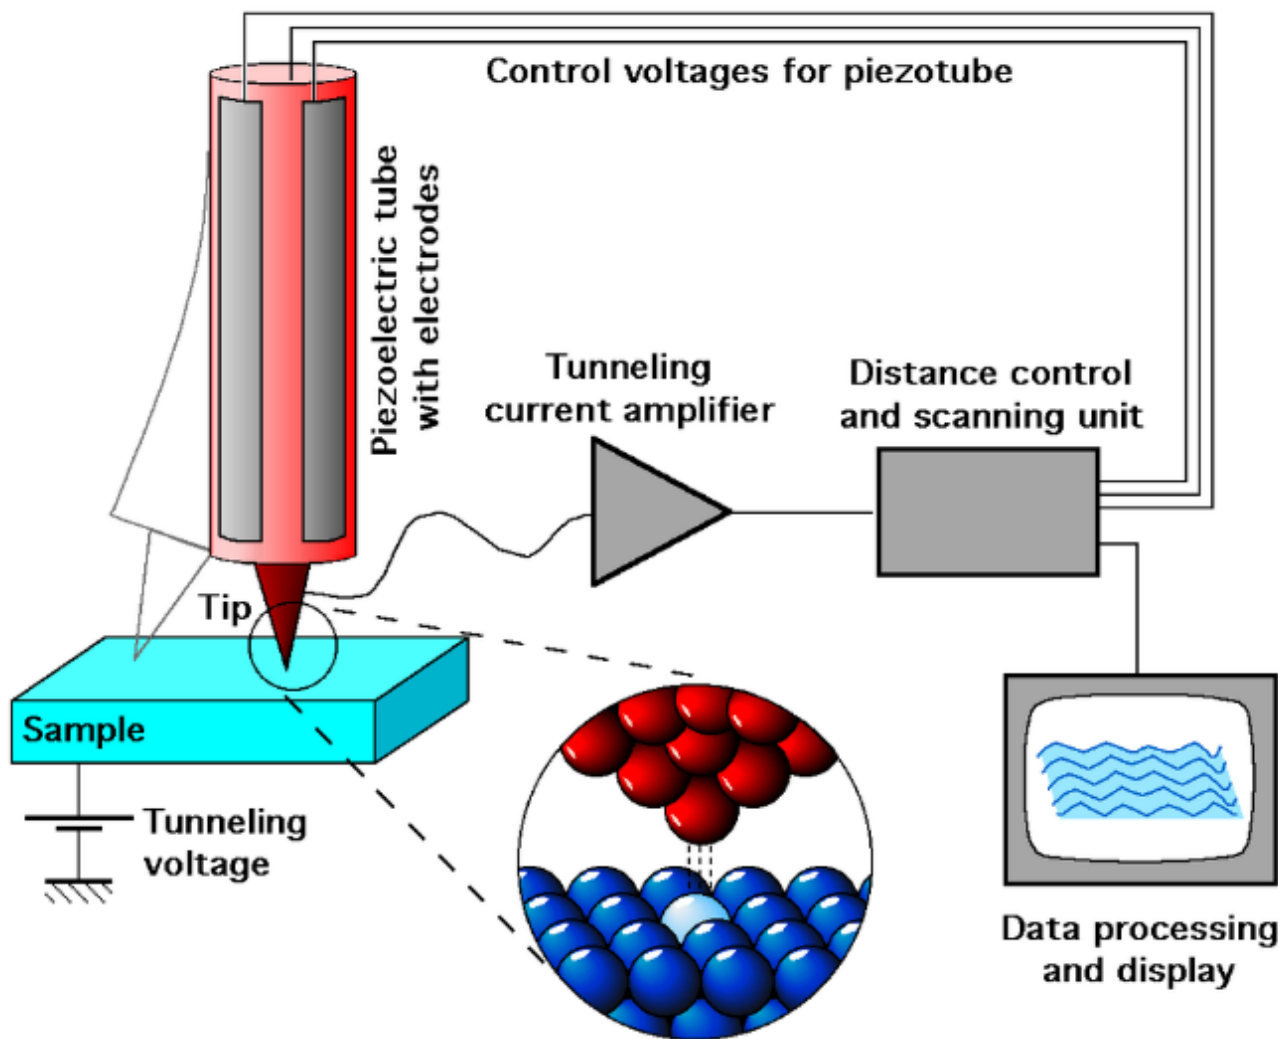 Control voltages for piezotube
Piezoelectric tube
with electrodes
Tunneling
current amplifier
Distance control
and scanning unit
Tip
Sample
Tunneling
voltage
Data processing
and display